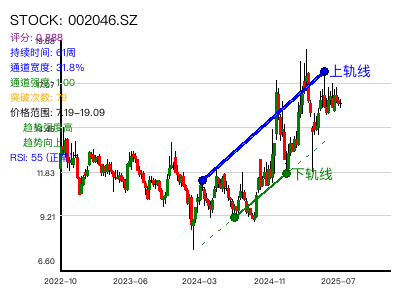 STOCK: 002046.SZ
评分: 0.888
持续时间: 61周
通道宽度: 31.8%
通道强度: 1.00
突破次数: 79
价格范围: 7.19–19.09
趋势强度高
趋势向上
RSI: 55 (正常)
上轨线
下轨线
11.83
9.21
6.60
2022–10
2023–06
2024–03
2024–11
2025–07